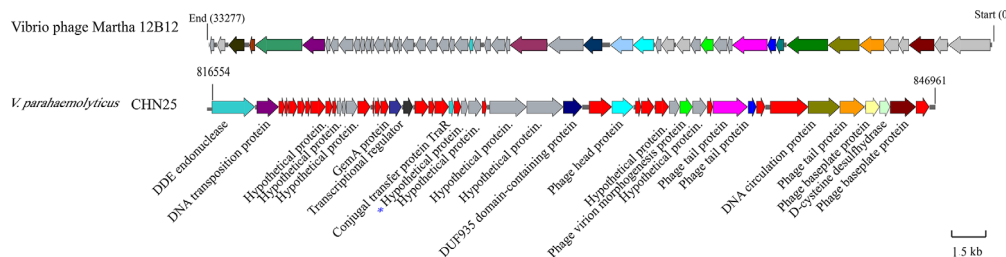 End (33277)
Start (0
Vibrio phage Martha 12B12
816554
846961
V. parahaemolyticus CHN25
DDE endonuclease
DNA transposition protein
Hypothetical protein.
Hypothetical protein.
Hypothetical protein.
GemA protein
Transcriptional regulator
Conjugal transfer protein TraR
* Hypothetical protein.
Hypothetical protein.
Hypothetical protein.
Hypothetical protein.
DUF935 domain-containing protein
Phage head protein
Hypothetical protein.
Phage virion morphogenesis protein
Hypothetical protein.
Phage tail protein
Phage tail protein
DNA circulation protein
Phage tail protein
Phage baseplate protein
D-cysteine desulfhydrase
Phage baseplate protein
1 5 kb